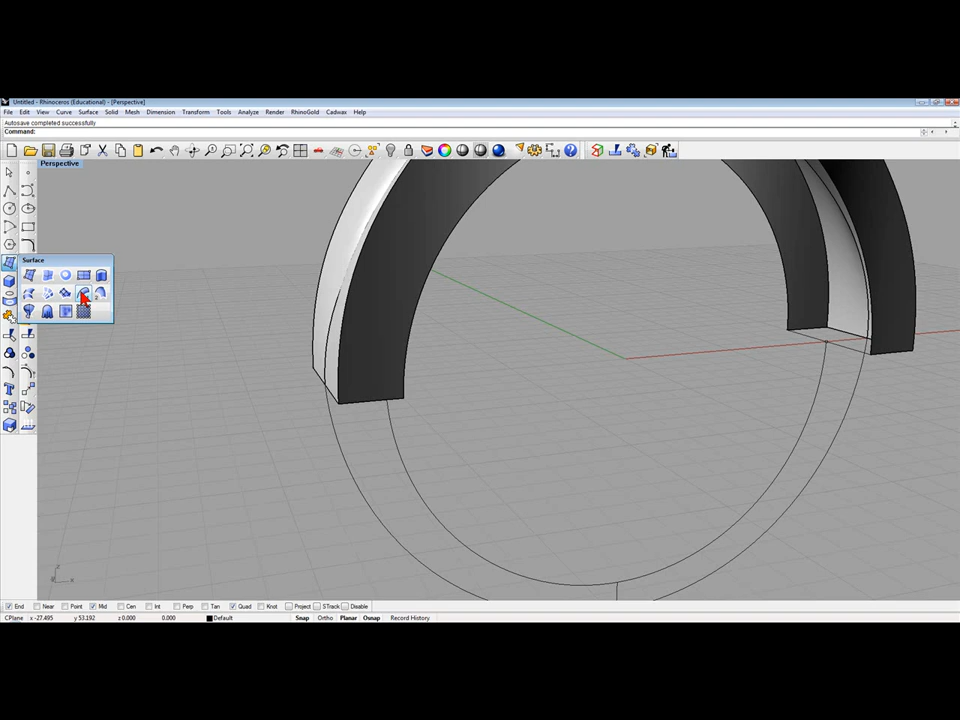 Untitled - Rhinoceros (Educational) - [Perspective]
File Edit View Curve Surface Solid Mesh Dimension Transform Tools Analyze Render RhinoGold Cadwax Help
Autosave completed successfully
Command:
Perspective
Surface
2
z
x
End Near Point Mid Cen Int Perp Tan Quad Knot Project STrack Disable
CPlane x -27.495 y 53.192 z 0.000 0.000 Default Snap Ortho Planar Osnap Record History